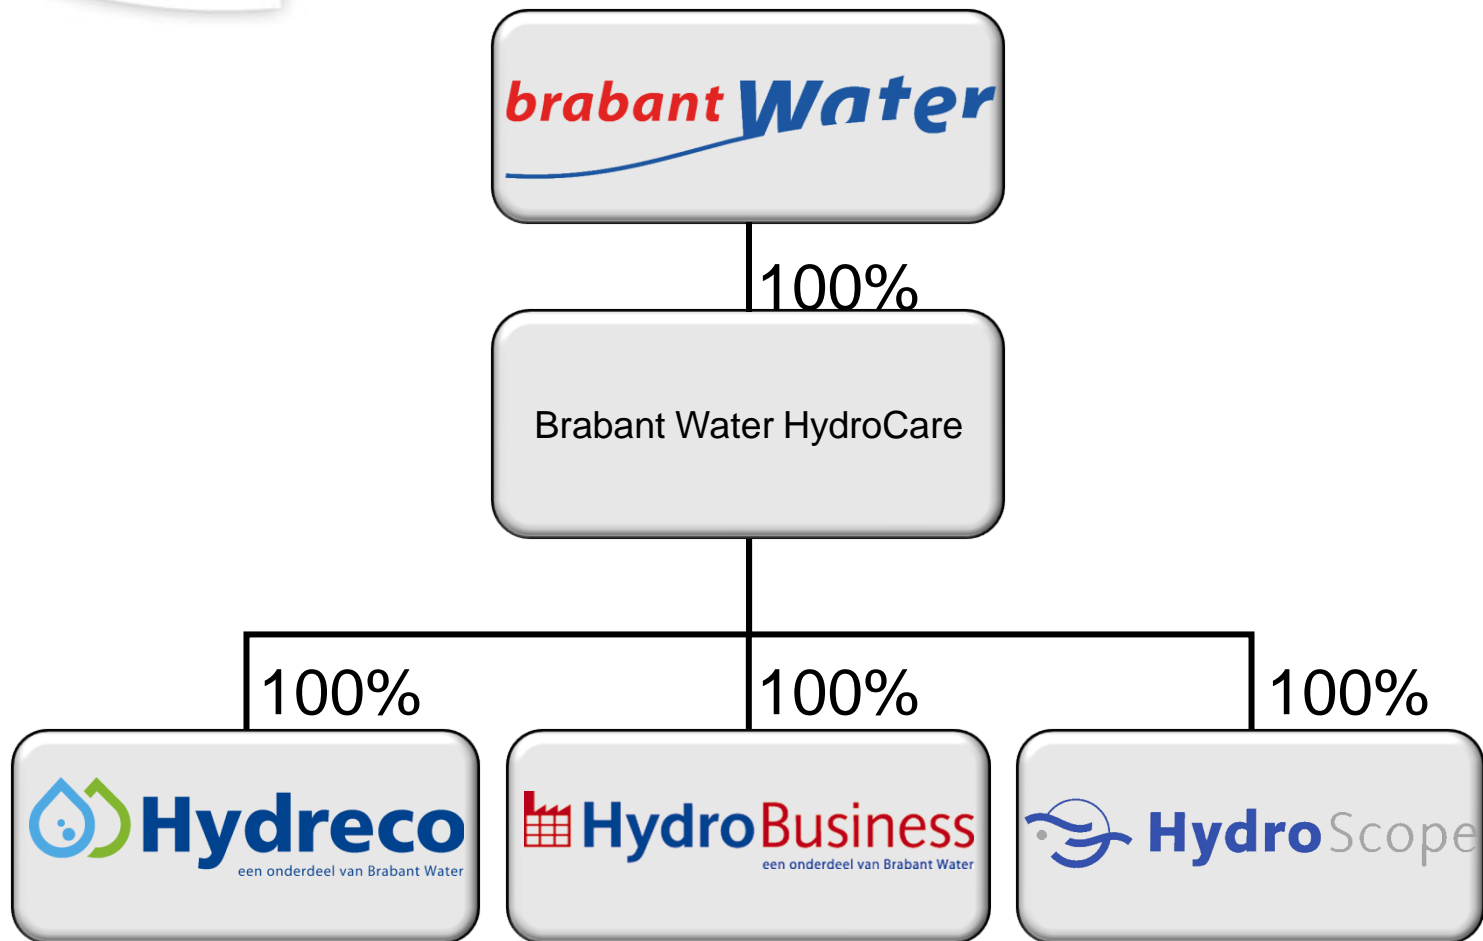 brabant Water
100%
Brabant Water HydroCare
100% 100% 100%
Hydreco
een onderdeel van Brabant Water
HydroBusiness
een onderdeel van Brabant Water
HydroScope